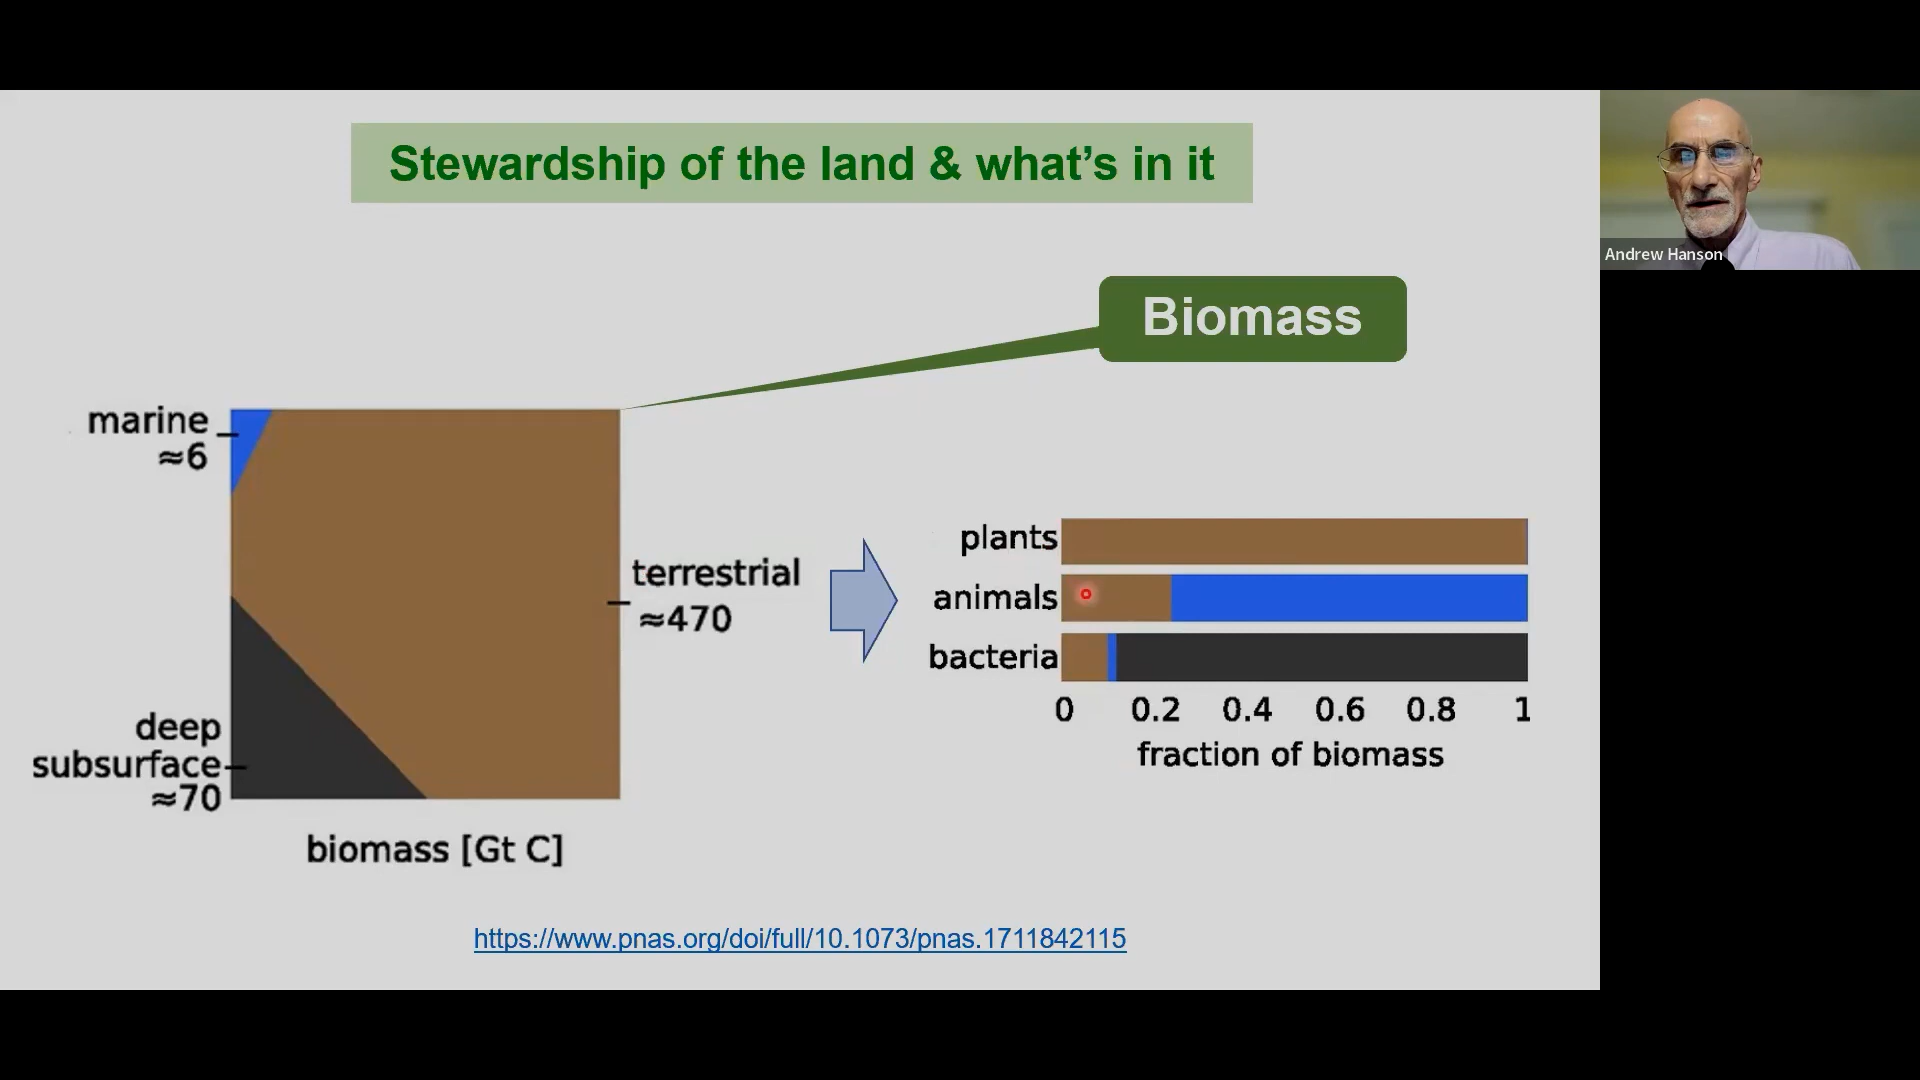 Stewardship of the land & what’s in it
Andrew Hanson
Biomass
marine
≈6
terrestrial
≈470
deep
subsurface
≈70
biomass [Gt C]
plants
animals
bacteria
0 0.2 0.4 0.6 0.8 1
fraction of biomass
https://www.pnas.org/doi/full/10.1073/pnas.1711842115